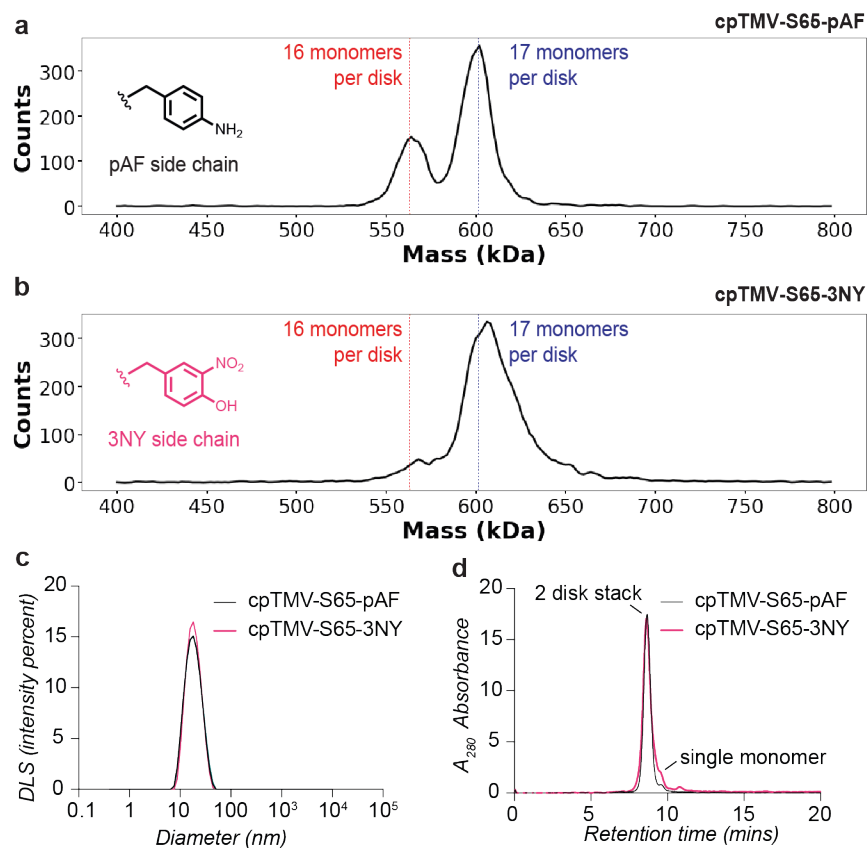 a
cpTMV-S65-pAF
16 monomers
per disk
17 monomers
per disk
NH2
pAF side chain
Counts
300
200
100
0
400 450 500 550 600 650 700 750 800
Mass (kDa)
b
cpTMV-S65-3NY
16 monomers
per disk
17 monomers
per disk
NO2
OH
3NY side chain
Counts
300
200
100
0
400 450 500 550 600 650 700 750 800
Mass (kDa)
c
cpTMV-S65-pAF
cpTMV-S65-3NY
DLS (intensity percent)
20
15
10
5
0
0.1 1 10 100 10³ 10⁴ 10⁵
Diameter (nm)
d
2 disk stack
cpTMV-S65-pAF
cpTMV-S65-3NY
single monomer
A280 Absorbance
20
15
10
5
0
0 5 10 15 20
Retention time (mins)